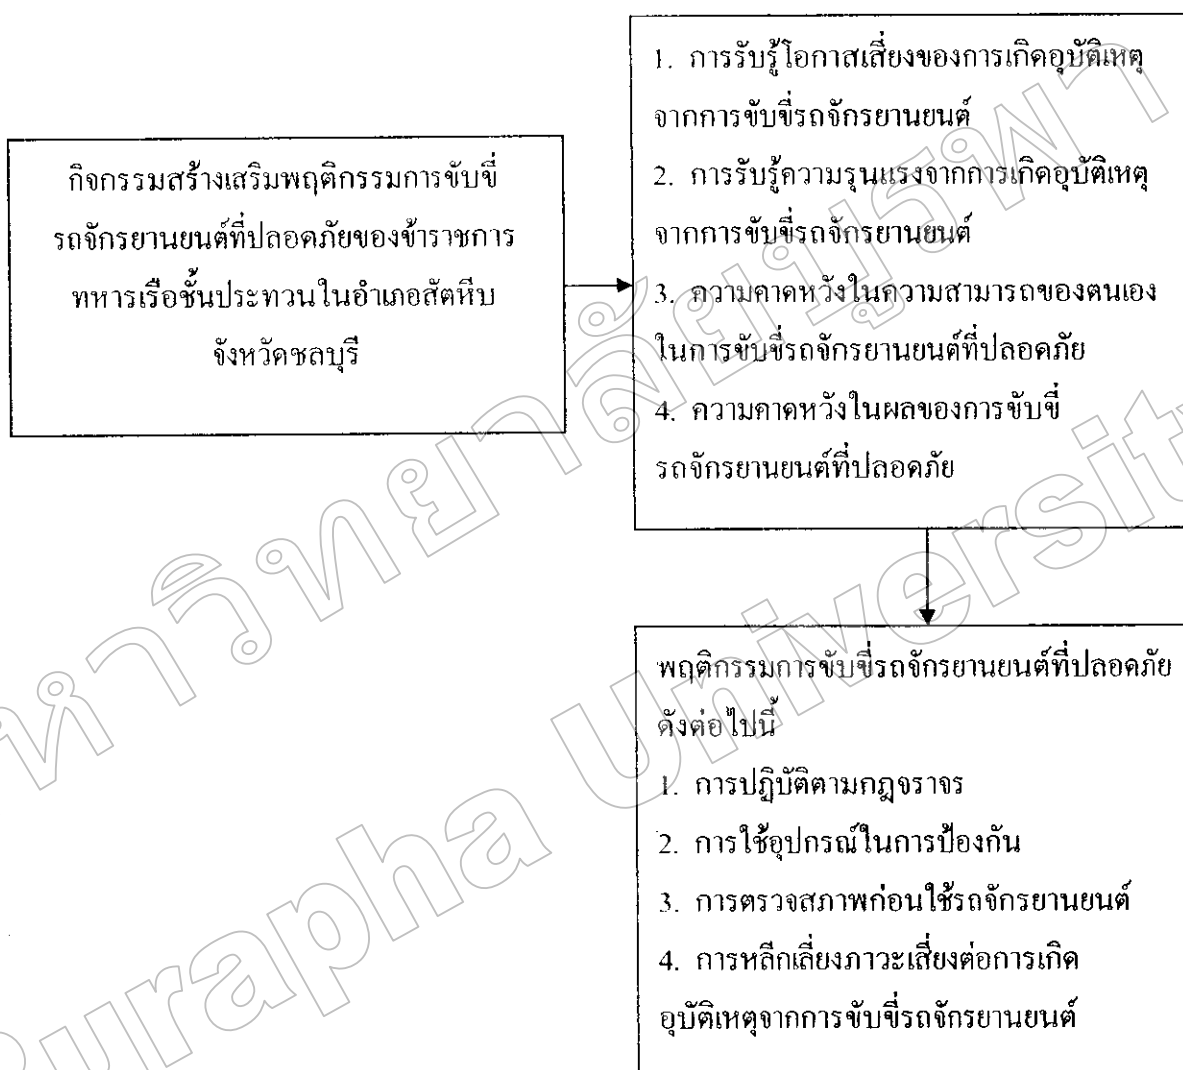 กิจกรรมสร้างเสริมพฤติกรรมการขับขี่
รถจักรยานยนต์ที่ปลอดภัยของข้าราชการ
ทหารเรือชั้นประทวนในอำเภอสัตหีบ
จังหวัดชลบุรี
1. การรับรู้โอกาสเสี่ยงของการเกิดอุบัติเหตุ
จากการขับขี่รถจักรยานยนต์
2. การรับรู้ความรุนแรงจากการเกิดอุบัติเหตุ
จากการขับขี่รถจักรยานยนต์
3. ความคาดหวังในความสามารถของตนเอง
ในการขับขี่รถจักรยานยนต์ที่ปลอดภัย
4. ความคาดหวังในผลของการขับขี่
รถจักรยานยนต์ที่ปลอดภัย
พฤติกรรมการขับขี่รถจักรยานยนต์ที่ปลอดภัย
ดังต่อไปนี้
1. การปฎิบัติตามกฎจราจร
2. การใช้อุปกรณ์ในการป้องกัน
3. การตรวจสภาพก่อนใช้รถจักรยานยนต์
4. การหลีกเลี่ยงภาวะเสี่ยงต่อการเกิด
อุบัติเหตุจากการขับขี่รถจักรยานยนต์
หาวิทยาลัยบูรพา
Burapha University